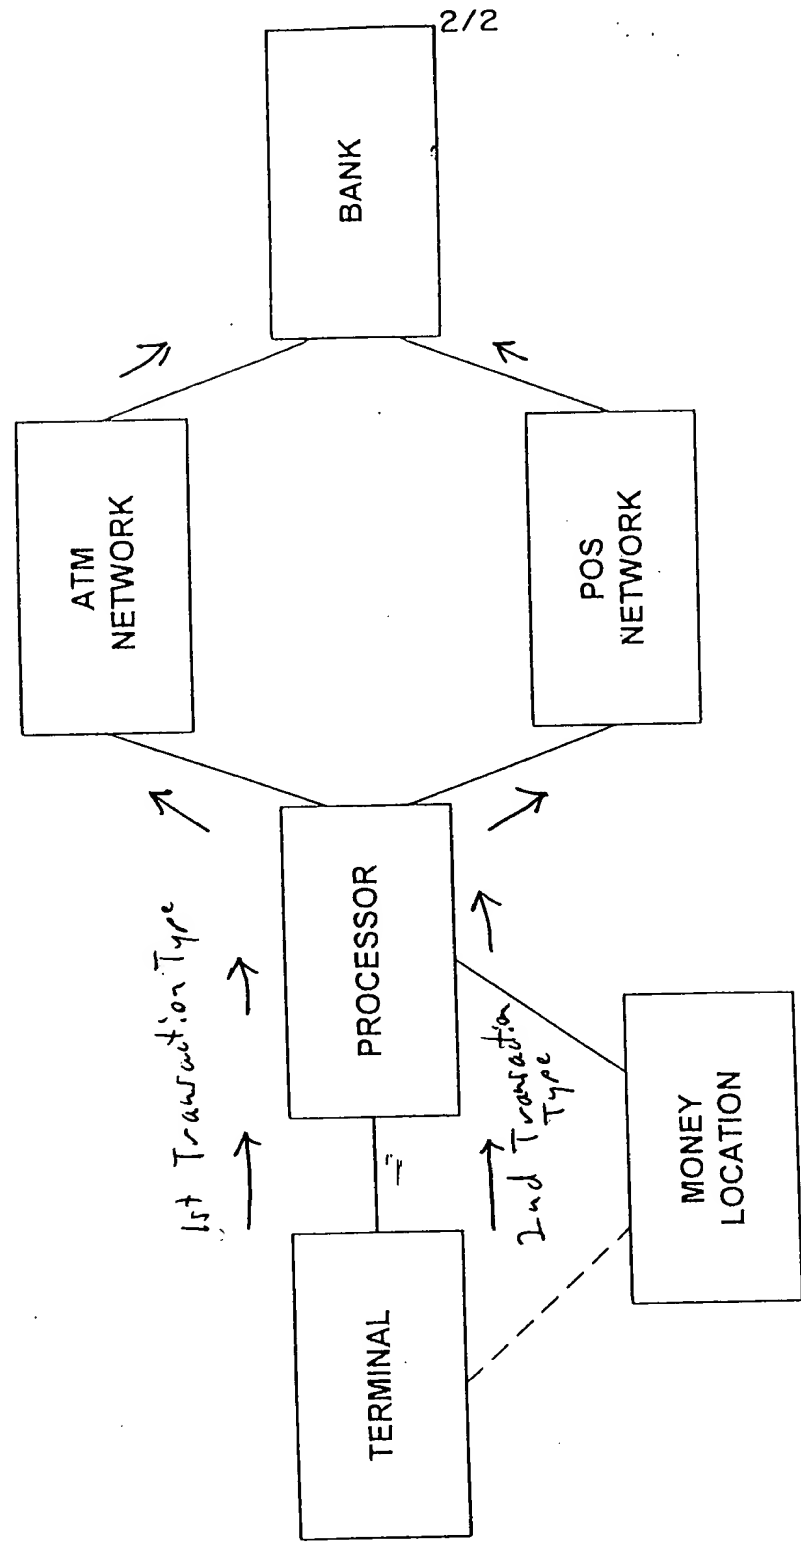 2/2
BANK
ATM
NETWORK
POS
NETWORK
1st Transaction Type
PROCESSOR
2nd Transaction
Type
TERMINAL
MONEY
LOCATION